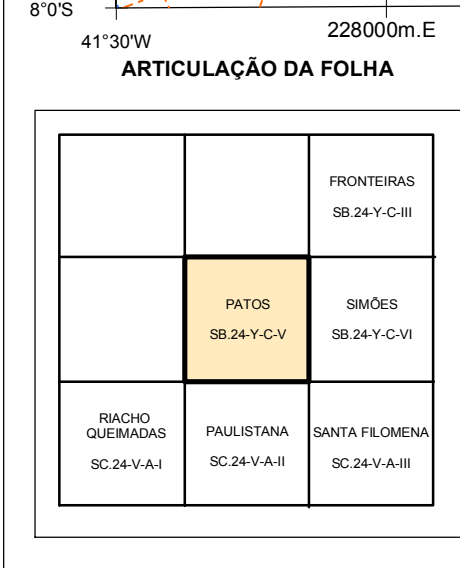 8°0'S
41°30'W
228000m.E
ARTICULAÇÃO DA FOLHA
FRONTEIRAS
SB.24-Y-C-III
PATOS
SB.24-Y-C-V
SIMÕES
SB.24-Y-C-VI
RIACHO
QUEIMADAS
SC.24-V-A-I
PAULISTANA
SC.24-V-A-II
SANTA FILOMENA
SC.24-V-A-III